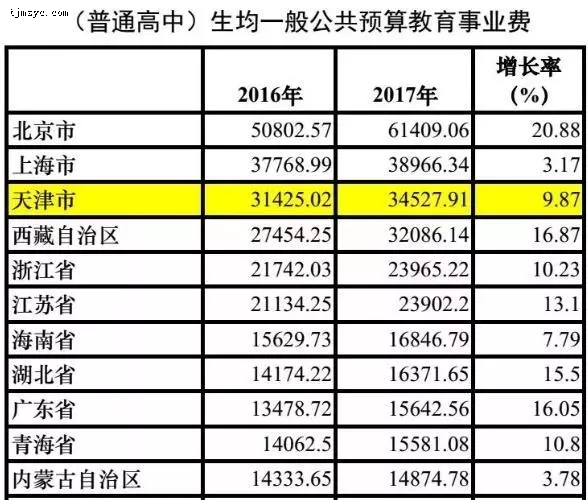 tjmsyc.com
（普通高中）生均一般公共预算教育事业费
2016年 2017年 增长率
(%)
北京市 50802.57 61409.06 20.88
上海市 37768.99 38966.34 3.17
天津市 31425.02 34527.91 9.87
西藏自治区 27454.25 32086.14 16.87
浙江省 21742.03 23965.22 10.23
江苏省 21134.25 23902.2 13.1
海南省 15629.73 16846.79 7.79
湖北省 14174.22 16371.65 15.5
广东省 13478.72 15642.56 16.05
青海省 14062.5 15581.08 10.8
内蒙古自治区 14333.65 14874.78 3.78